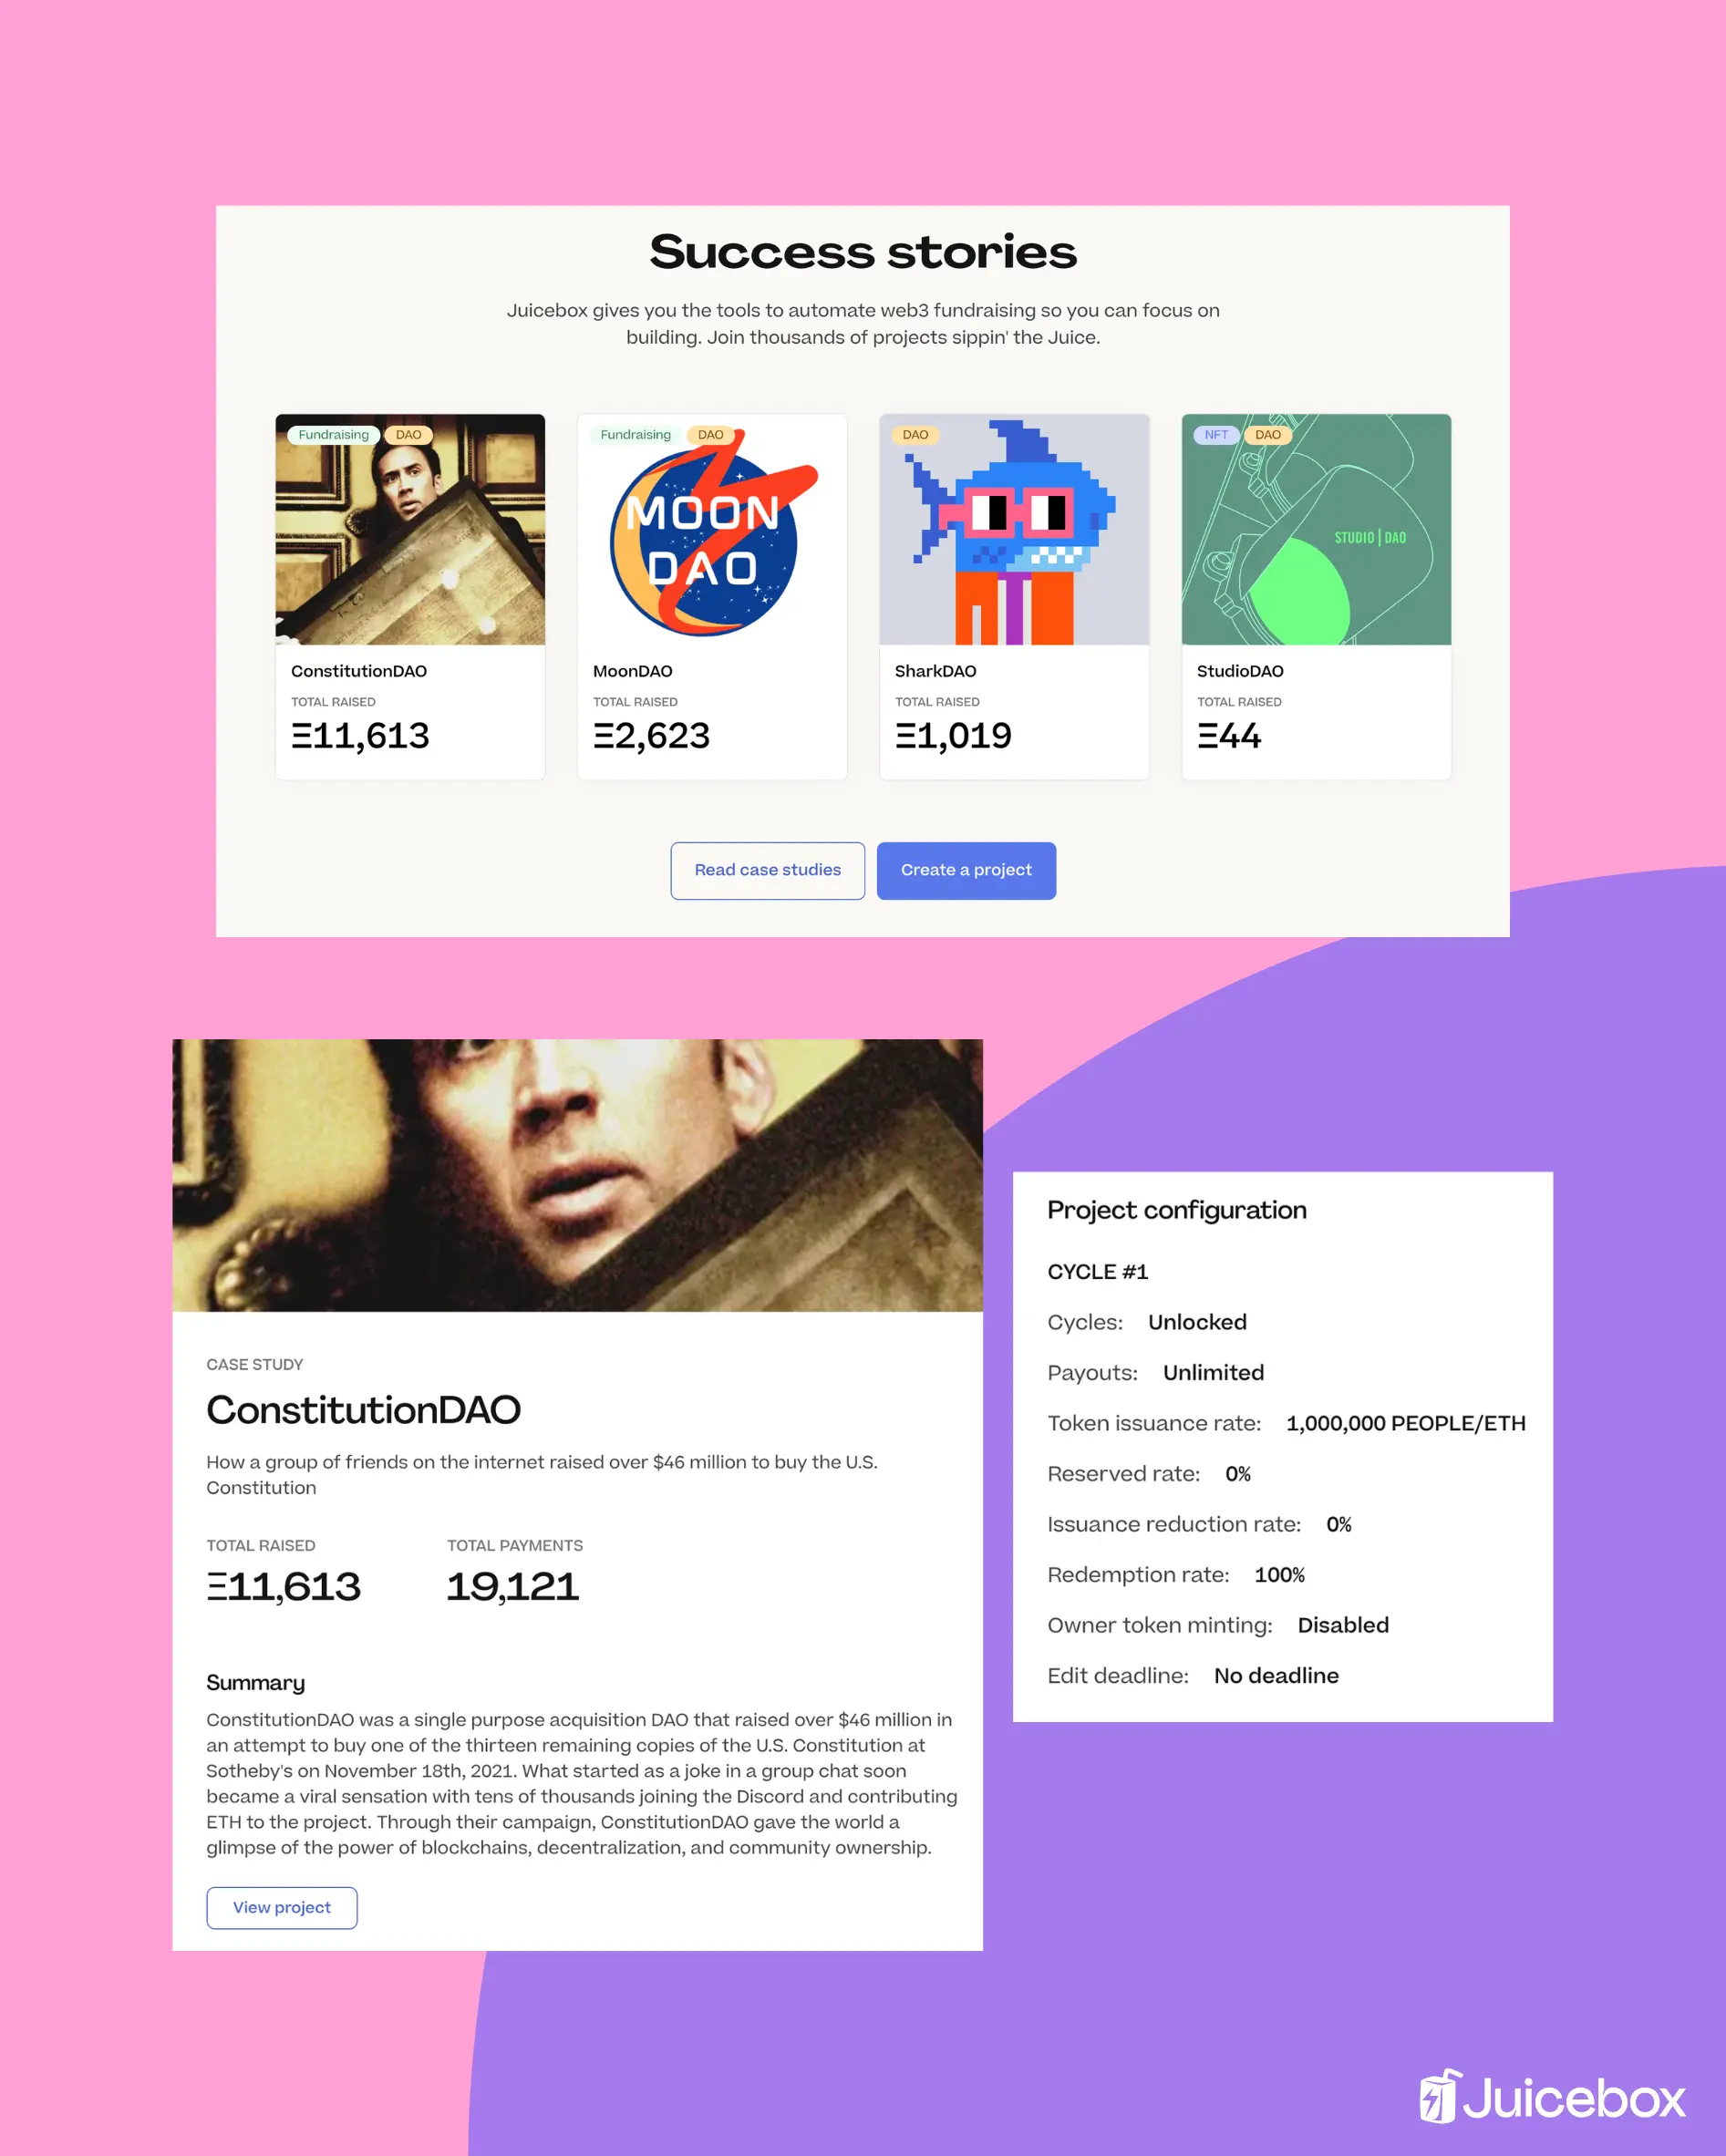 Success stories
Juicebox gives you the tools to automate web3 fundraising so you can focus on
building. Join thousands of projects sippin' the Juice.
Fundraising DAO
Fundraising DAO
DAO
NFT DAO
MOON
DAO
STUDIO | DAO
ConstitutionDAO
TOTAL RAISED
Ξ11,613
MoonDAO
TOTAL RAISED
Ξ2,623
SharkDAO
TOTAL RAISED
Ξ1,019
StudioDAO
TOTAL RAISED
Ξ44
Read case studies
Create a project
CASE STUDY
ConstitutionDAO
How a group of friends on the internet raised over $46 million to buy the U.S.
Constitution
TOTAL RAISED
Ξ11,613
TOTAL PAYMENTS
19,121
Summary
ConstitutionDAO was a single purpose acquisition DAO that raised over $46 million in
an attempt to buy one of the thirteen remaining copies of the U.S. Constitution at
Sotheby's on November 18th, 2021. What started as a joke in a group chat soon
became a viral sensation with tens of thousands joining the Discord and contributing
ETH to the project. Through their campaign, ConstitutionDAO gave the world a
glimpse of the power of blockchains, decentralization, and community ownership.
View project
Project configuration
CYCLE #1
Cycles: Unlocked
Payouts: Unlimited
Token issuance rate: 1,000,000 PEOPLE/ETH
Reserved rate: 0%
Issuance reduction rate: 0%
Redemption rate: 100%
Owner token minting: Disabled
Edit deadline: No deadline
Juicebox